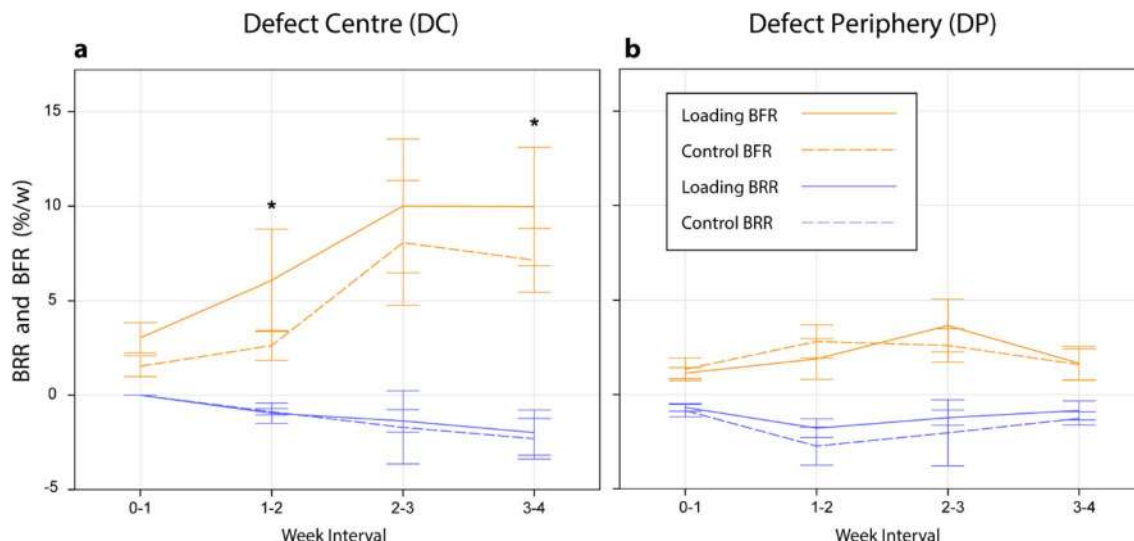 Defect Centre (DC)
Defect Periphery (DP)
a
b
BRR and BFR (%/w)
15
10
5
0
-5
*
*
Loading BFR
Control BFR
Loading BRR
Control BRR
0-1
1-2
2-3
3-4
0-1
1-2
2-3
3-4
Week Interval
Week Interval